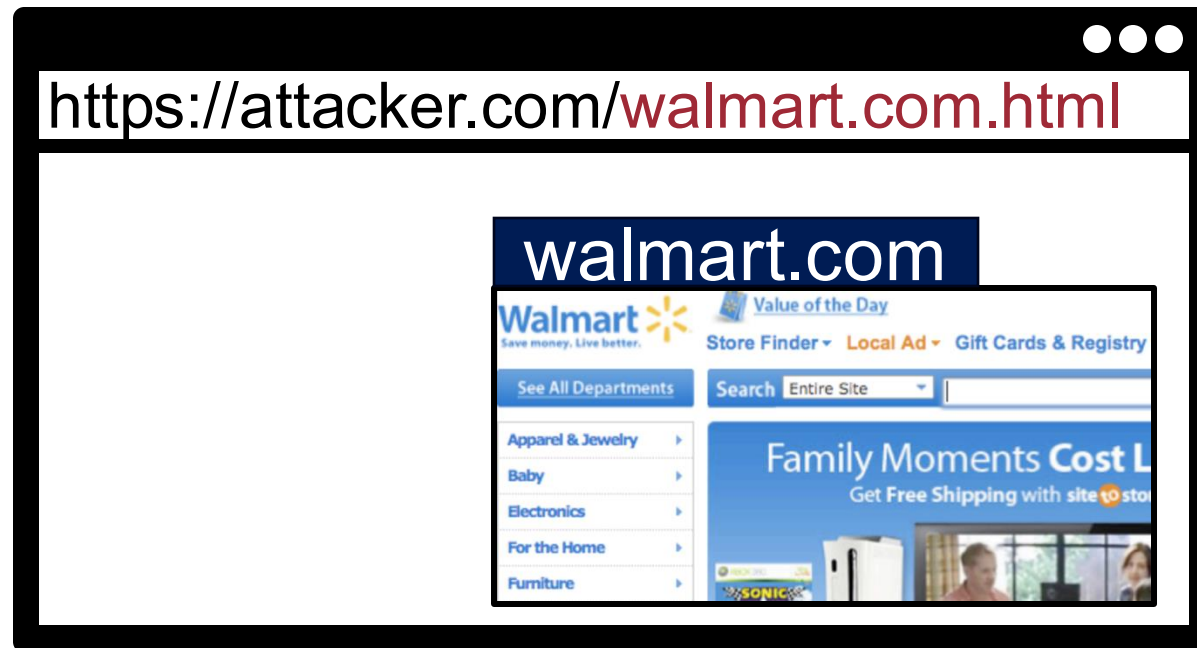 https://attacker.com/walmart.com.html
walmart.com
Value of the Day
Walmart
Save money. Live better.
Store Finder Local Ad Gift Cards & Registry
See All Departments
Search Entire Site
Apparel & Jewelry
Baby
Electronics
For the Home
Furniture
Family Moments Cost L
Get Free Shipping with site to sto
XBOX 360
SONIC